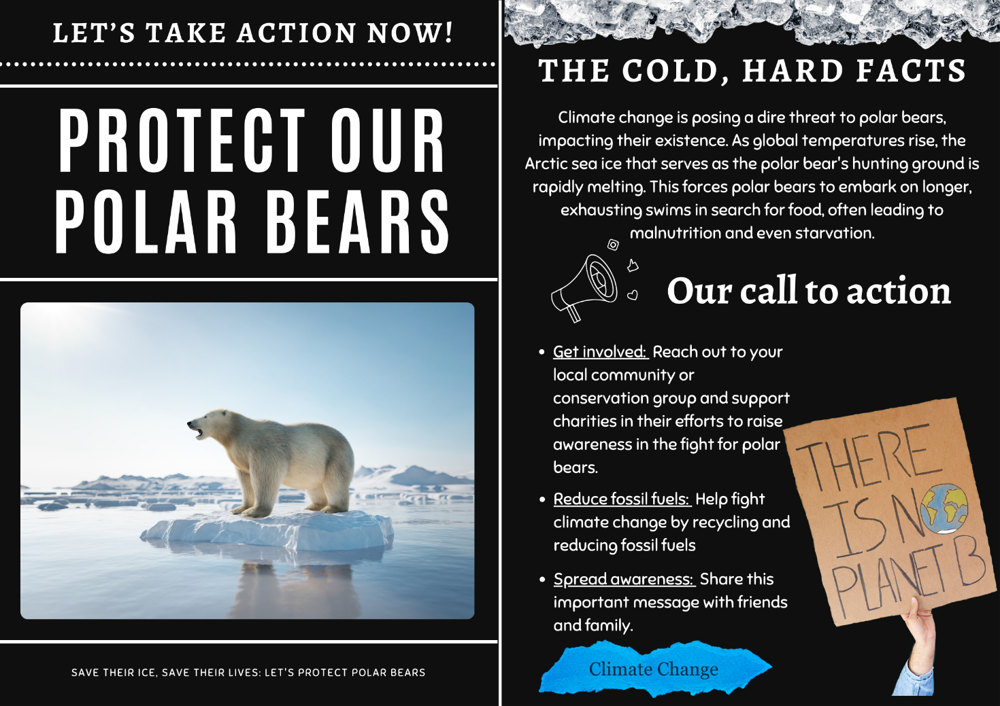 LET'S TAKE ACTION NOW!
PROTECT OUR
POLAR BEARS
SAVE THEIR ICE, SAVE THEIR LIVES: LET'S PROTECT POLAR BEARS
THE COLD, HARD FACTS
Climate change is posing a dire threat to polar bears,
impacting their existence. As global temperatures rise, the
Arctic sea ice that serves as the polar bear's hunting ground is
rapidly melting. This forces polar bears to embark on longer,
exhausting swims in search for food, often leading to
malnutrition and even starvation.
Our call to action
• Get involved: Reach out to your
local community or
conservation group and support
charities in their efforts to raise
awareness in the fight for polar
bears.
• Reduce fossil fuels: Help fight
climate change by recycling and
reducing fossil fuels
• Spread awareness: Share this
important message with friends
and family.
THERE
IS NO
PLANET B
Climate Change